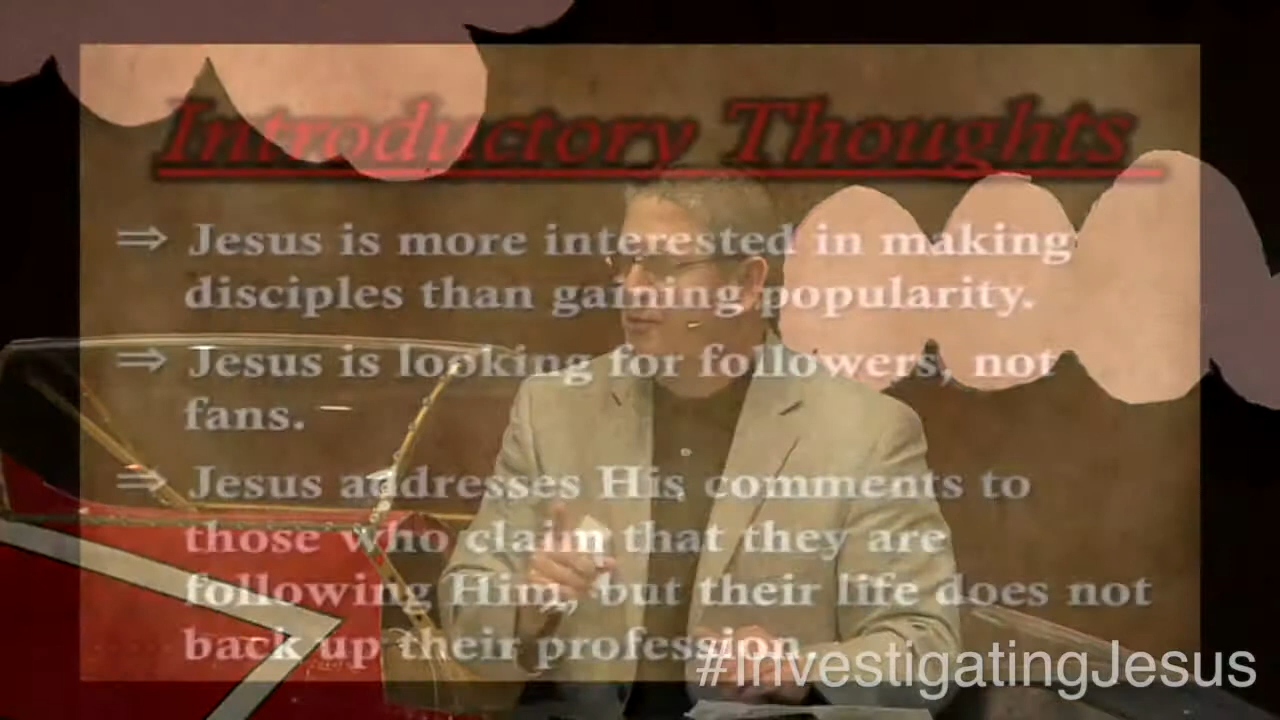 Introductory Thoughts
⇒ Jesus is more interested in making
disciples than gaining popularity.
⇒ Jesus is looking for followers, not
fans.
⇒ Jesus addresses His comments to
those who claim that they are
following Him, but their life does not
back up their profession.
#InvestigatingJesus